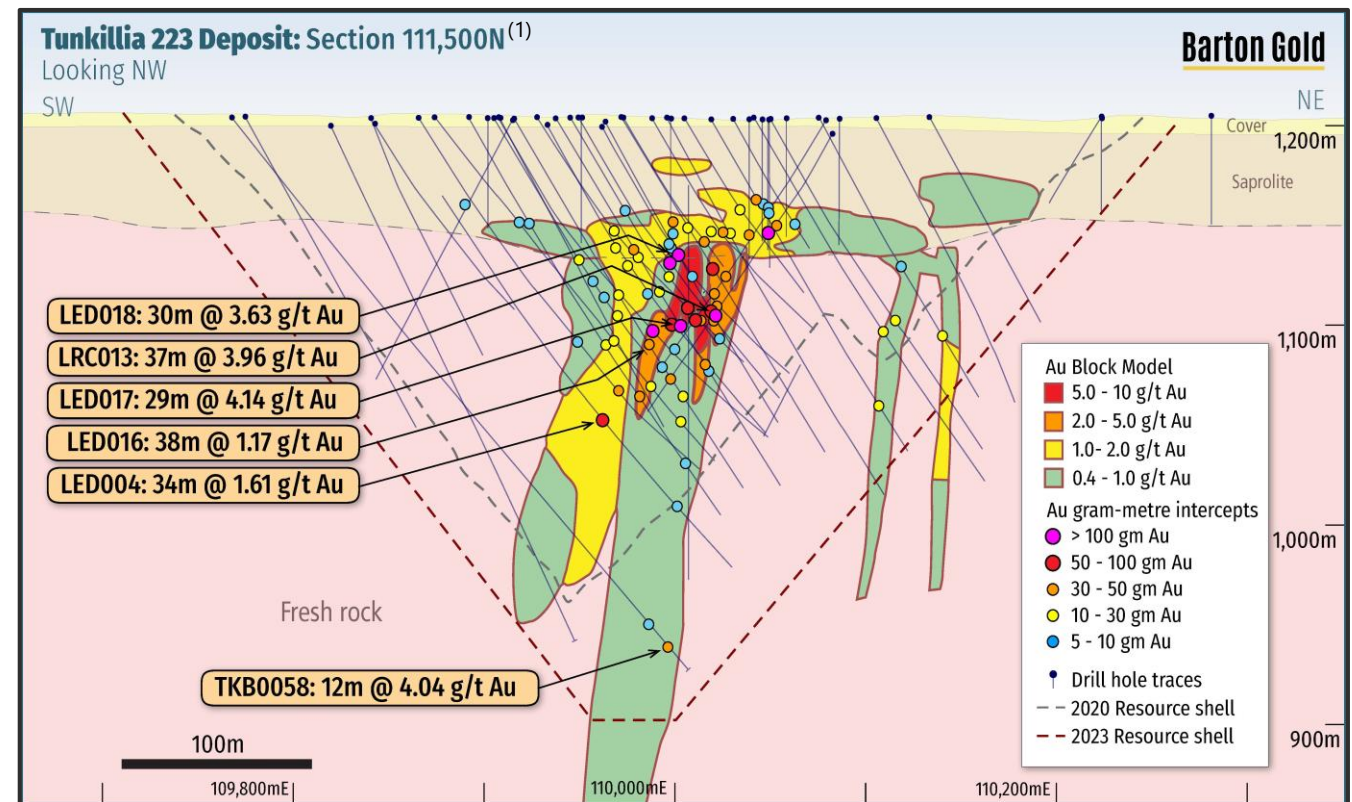 Tunkillia 223 Deposit: Section 111,500N(1)
Looking NW
SW
Barton Gold
NE
Cover
1,200m
Saprolite
LED018: 30m @ 3.63 g/t Au
LRC013: 37m @ 3.96 g/t Au
LED017: 29m @ 4.14 g/t Au
LED016: 38m @ 1.17 g/t Au
LED004: 34m @ 1.61 g/t Au
1,100m
Au Block Model
5.0 - 10 g/t Au
2.0 - 5.0 g/t Au
1.0- 2.0 g/t Au
0.4 - 1.0 g/t Au
Au gram-metre intercepts
> 100 gm Au
50 - 100 gm Au
30 - 50 gm Au
10 - 30 gm Au
5 - 10 gm Au
Drill hole traces
2020 Resource shell
2023 Resource shell
1,000m
Fresh rock
TKB0058: 12m @ 4.04 g/t Au
900m
100m
109,800mE
110,000mE
110,200mE